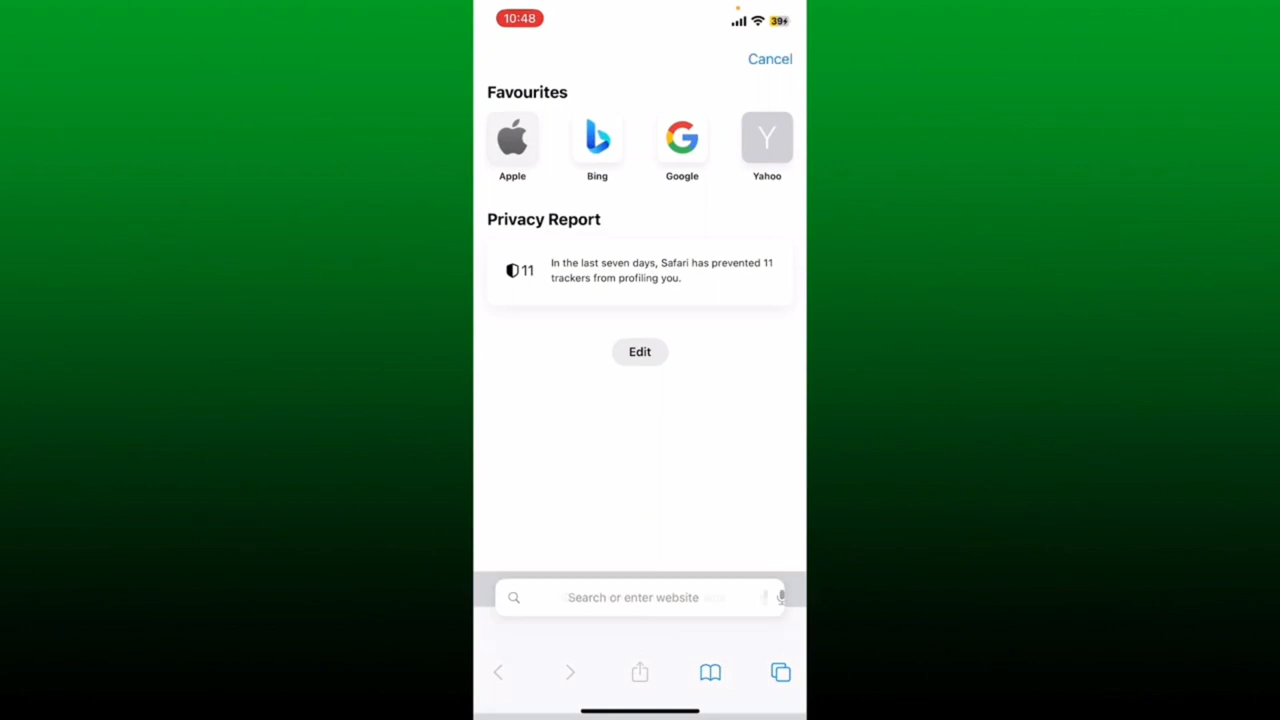 10:48
39
Cancel
Favourites
Y
Apple
Bing
Google
Yahoo
Privacy Report
11
In the last seven days, Safari has prevented 11
trackers from profiling you.
Edit
Search or enter website